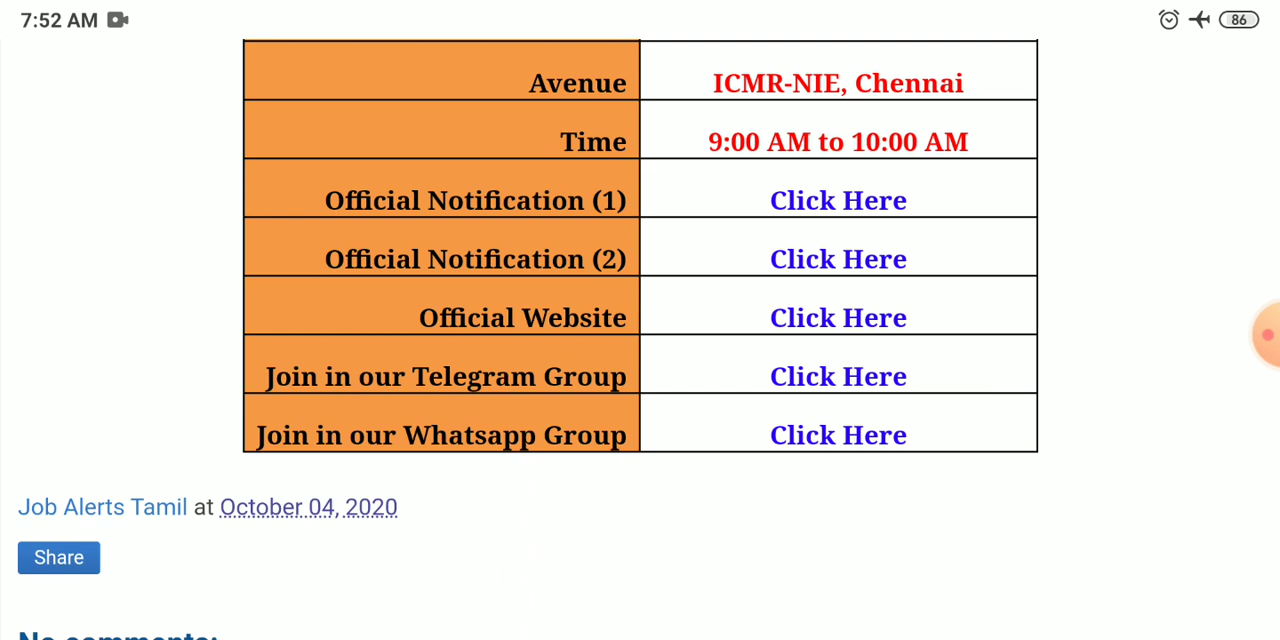 7:52 AM
86
Avenue ICMR-NIE, Chennai
Time 9:00 AM to 10:00 AM
Official Notification (1) Click Here
Official Notification (2) Click Here
Official Website Click Here
Join in our Telegram Group Click Here
Join in our Whatsapp Group Click Here
Job Alerts Tamil at October 04, 2020
Share
No comments: